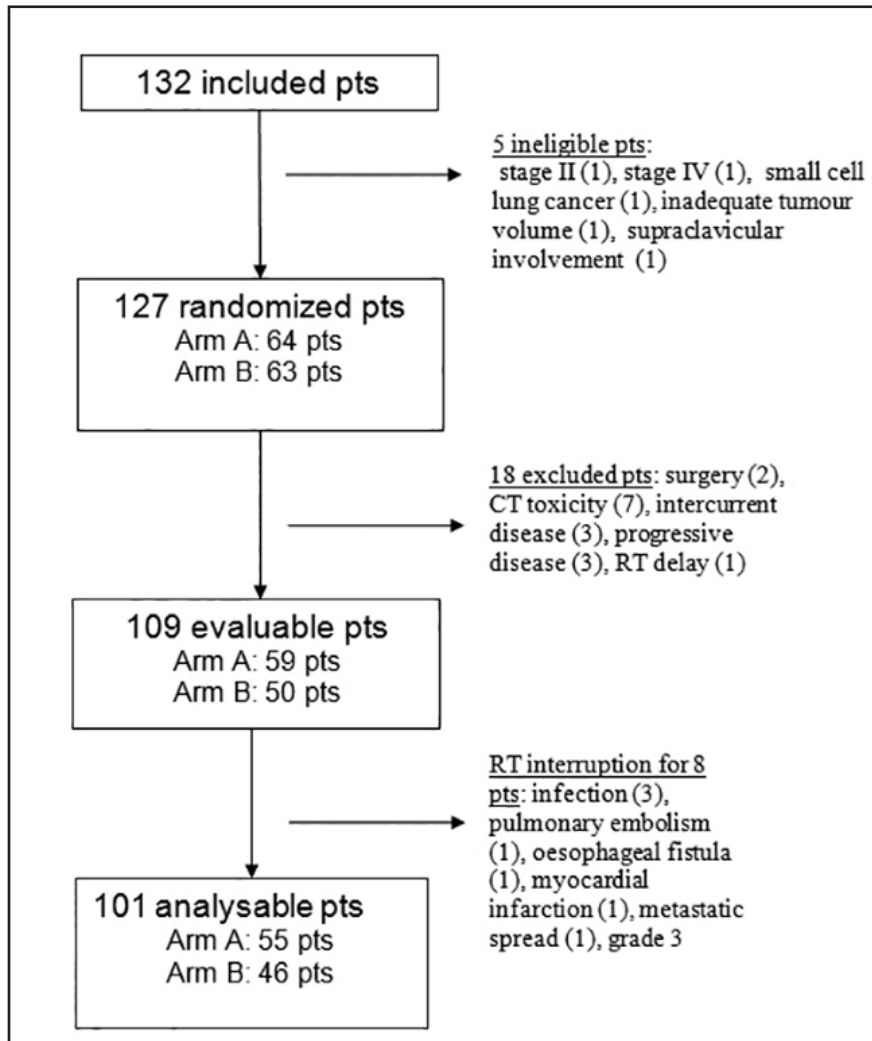 132 included pts
5 ineligible pts:
stage II (1), stage IV (1), small cell
lung cancer (1), inadequate tumour
volume (1), supraclavicular
involvement (1)
127 randomized pts
Arm A: 64 pts
Arm B: 63 pts
18 excluded pts: surgery (2),
CT toxicity (7), intercurrent
disease (3), progressive
disease (3), RT delay (1)
109 evaluable pts
Arm A: 59 pts
Arm B: 50 pts
RT interruption for 8
pts: infection (3),
pulmonary embolism
(1), oesophageal fistula
(1), myocardial
infarction (1), metastatic
spread (1), grade 3
101 analysable pts
Arm A: 55 pts
Arm B: 46 pts